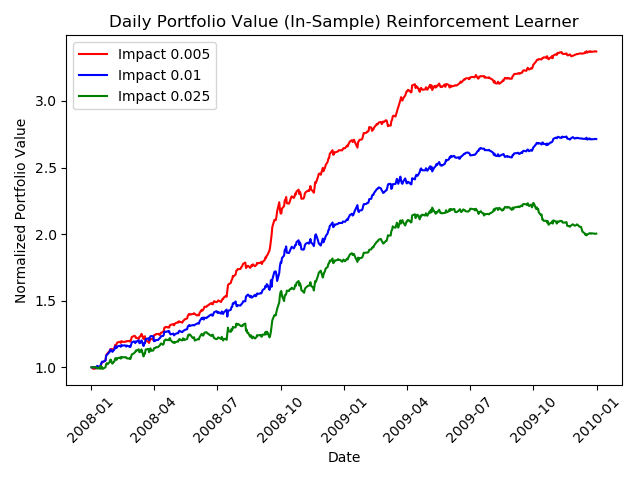 Daily Portfolio Value (In-Sample) Reinforcement Learner
Impact 0.005
Impact 0.01
Impact 0.025
Normalized Portfolio Value
3.0
2.5
2.0
1.5
1.0
2008-01
2008-04
2008-07
2008-10
2009-01
2009-04
2009-07
2009-10
2010-01
Date